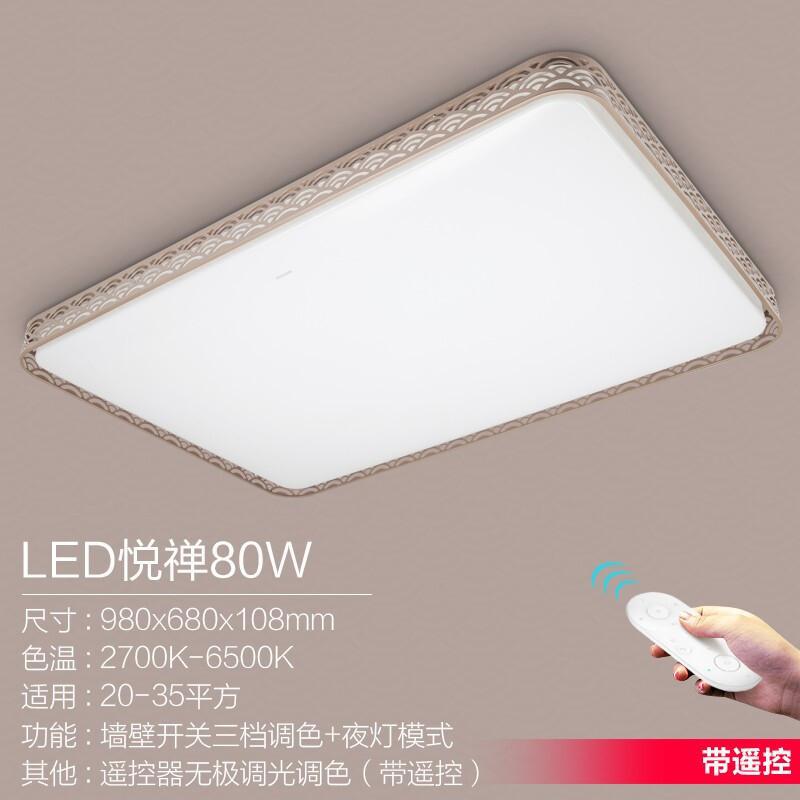 LED悦禅80W
尺寸：980x680x108mm
色温：2700K-6500K
适用：20-35平方
功能：墙壁开关三档调色+夜灯模式
其他：遥控器无极调光调色（带遥控）
带遥控